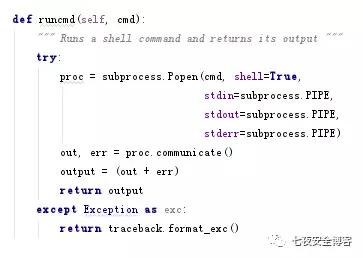 def runcmd(self, cmd):
    """ Runs a shell command and returns its output """
    try:
        proc = subprocess.Popen(cmd, shell=True,
                                stdin=subprocess.PIPE,
                                stdout=subprocess.PIPE,
                                stderr=subprocess.PIPE)
        out, err = proc.communicate()
        output = (out + err)
        return output
    except Exception as exc:
        return traceback.format_exc()
七夜安全博客